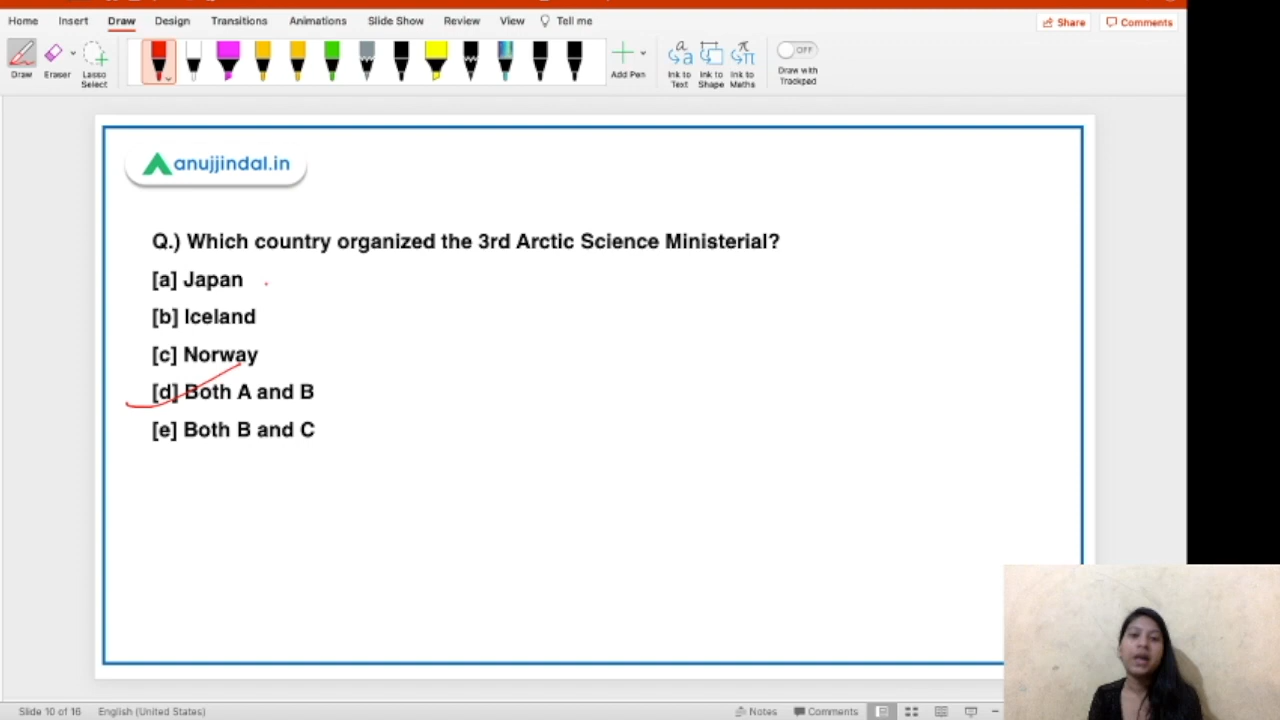 Home Insert Draw Design Transitions Animations Slide Show Review View Tell me Share Comments
Draw Eraser Lasso Select Add Pen Ink to Text Ink to Shape Ink to Maths OFF Draw with Trackpad
anujjindal.in
Q.) Which country organized the 3rd Arctic Science Ministerial?
[a] Japan
[b] Iceland
[c] Norway
[d] Both A and B
[e] Both B and C
Slide 10 of 16 English (United States) Notes Comments